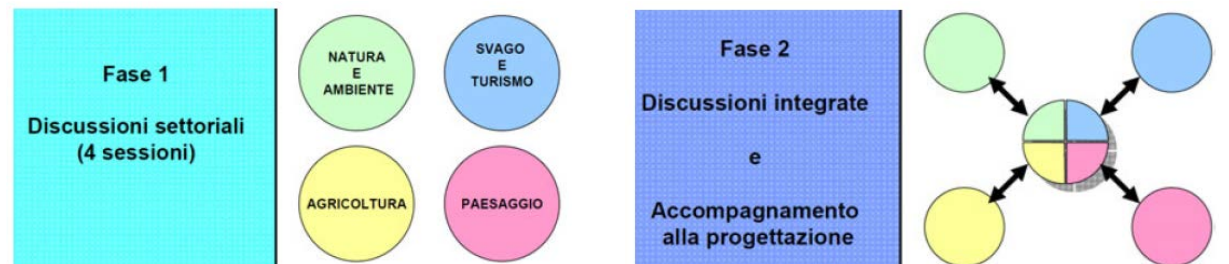 Fase 1
Discussioni settoriali
(4 sessioni)
NATURA
E
AMBIENTE
SVAGO
E
TURISMO
AGRICOLTURA
PAESAGGIO
Fase 2
Discussioni integrate
e
Accompagnamento
alla progettazione